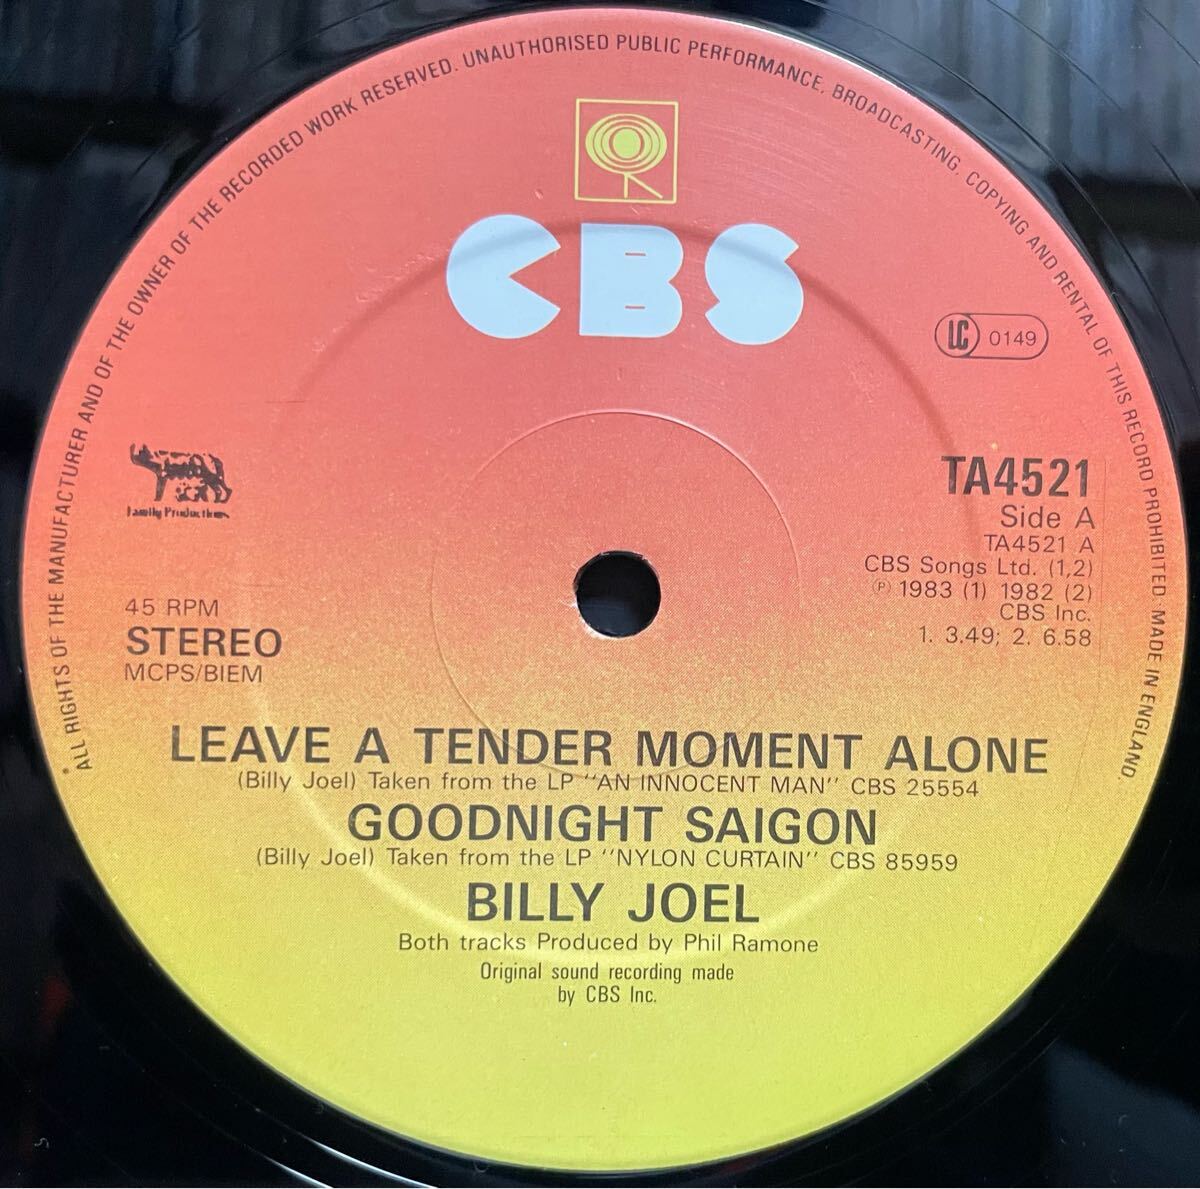 *ALL RIGHTS OF THE MANUFACTURER AND OF THE OWNER OF THE RECORDED WORK RESERVED. UNAUTHORISED PUBLIC PERFORMANCE, BROADCASTING, COPYING AND RENTAL OF THIS RECORD PROHIBITED. MADE IN ENGLAND.
CBS
LC 0149
Family Productions
TA4521
Side A
TA4521 A
CBS Songs Ltd. (1,2)
℗ 1983 (1) 1982 (2)
CBS Inc.
1. 3.49; 2. 6.58
45 RPM
STEREO
MCPS/BIEM
LEAVE A TENDER MOMENT ALONE
(Billy Joel) Taken from the LP "AN INNOCENT MAN" CBS 25554
GOODNIGHT SAIGON
(Billy Joel) Taken from the LP "NYLON CURTAIN" CBS 85959
BILLY JOEL
Both tracks Produced by Phil Ramone
Original sound recording made
by CBS Inc.